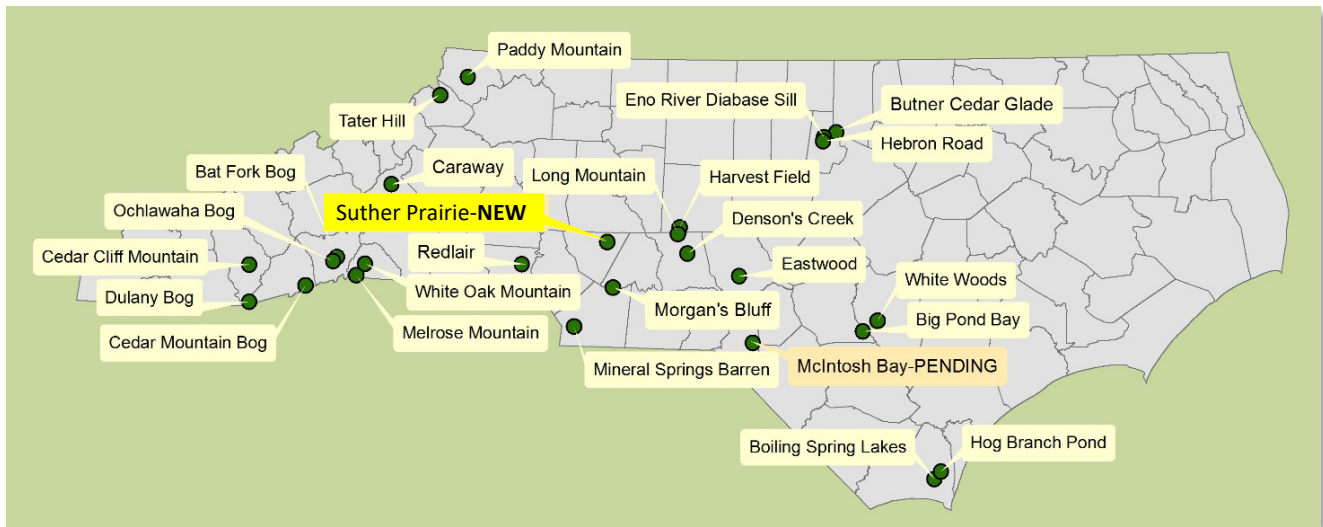 Paddy Mountain
Tater Hill
Eno River Diabase Sill
Butner Cedar Glade
Hebron Road
Bat Fork Bog
Caraway
Long Mountain
Harvest Field
Ochlawaha Bog
Suther Prairie-NEW
Denson's Creek
Cedar Cliff Mountain
Redlair
Eastwood
White Woods
Dulany Bog
White Oak Mountain
Morgan's Bluff
Big Pond Bay
Cedar Mountain Bog
Melrose Mountain
Mineral Springs Barren
McIntosh Bay-PENDING
Boiling Spring Lakes
Hog Branch Pond